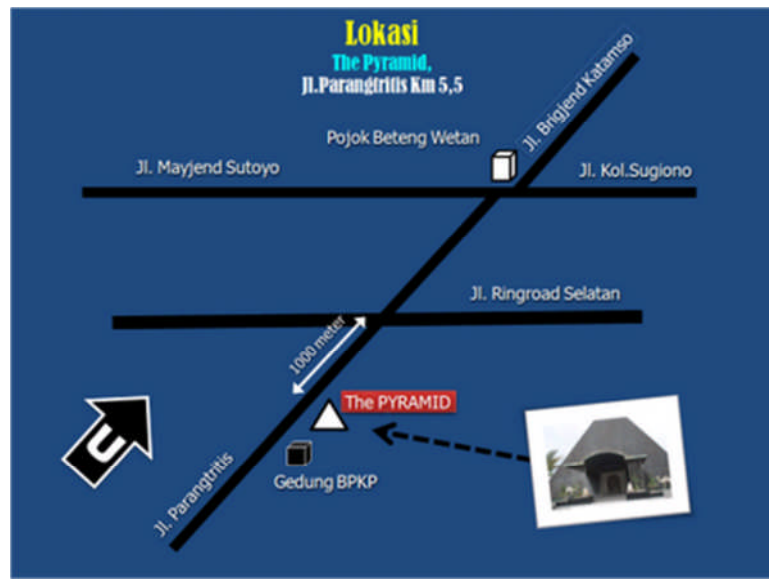 Lokasi
The Pyramid,
Jl.Parangtritis Km 5,5
Jl. Brigjend Katamso
Pojok Beteng Wetan
Jl. Mayjend Sutoyo
Jl. Kol.Sugiono
Jl. Ringroad Selatan
1000 meter
The PYRAMID
U
Gedung BPKP
Jl. Parangtritis